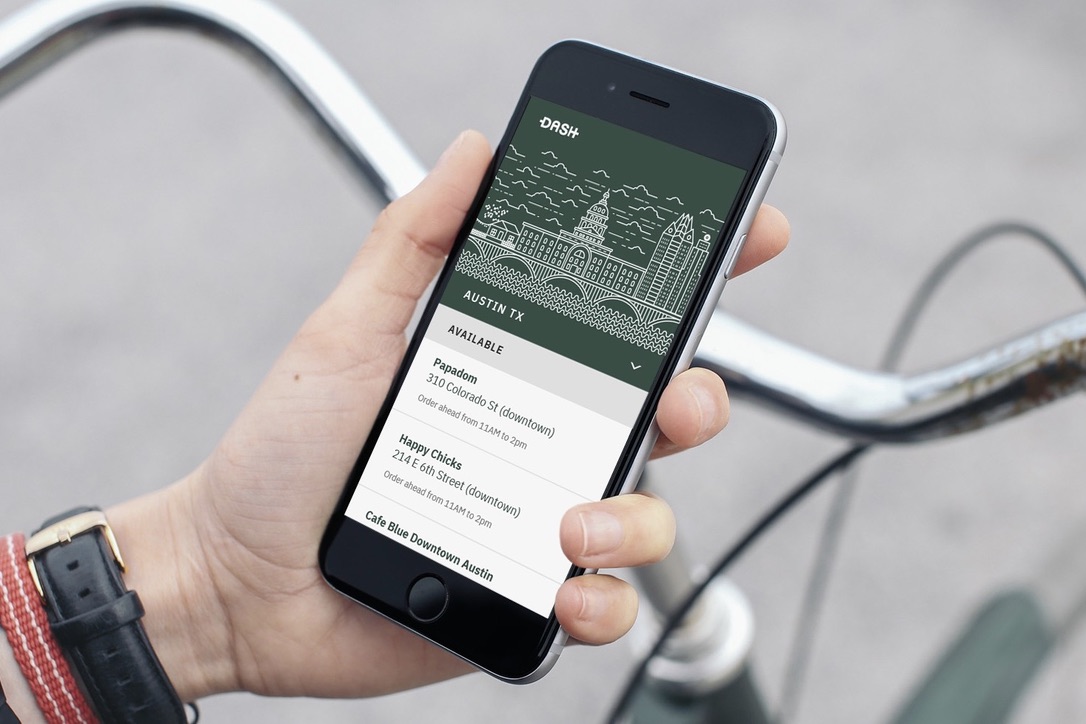 DASH
AUSTIN TX
AVAILABLE
Papadom
310 Colorado St (downtown)
Order ahead from 11AM to 2pm
Happy Chicks
214 E 6th Street (downtown)
Order ahead from 11AM to 2pm
Cafe Blue Downtown Austin